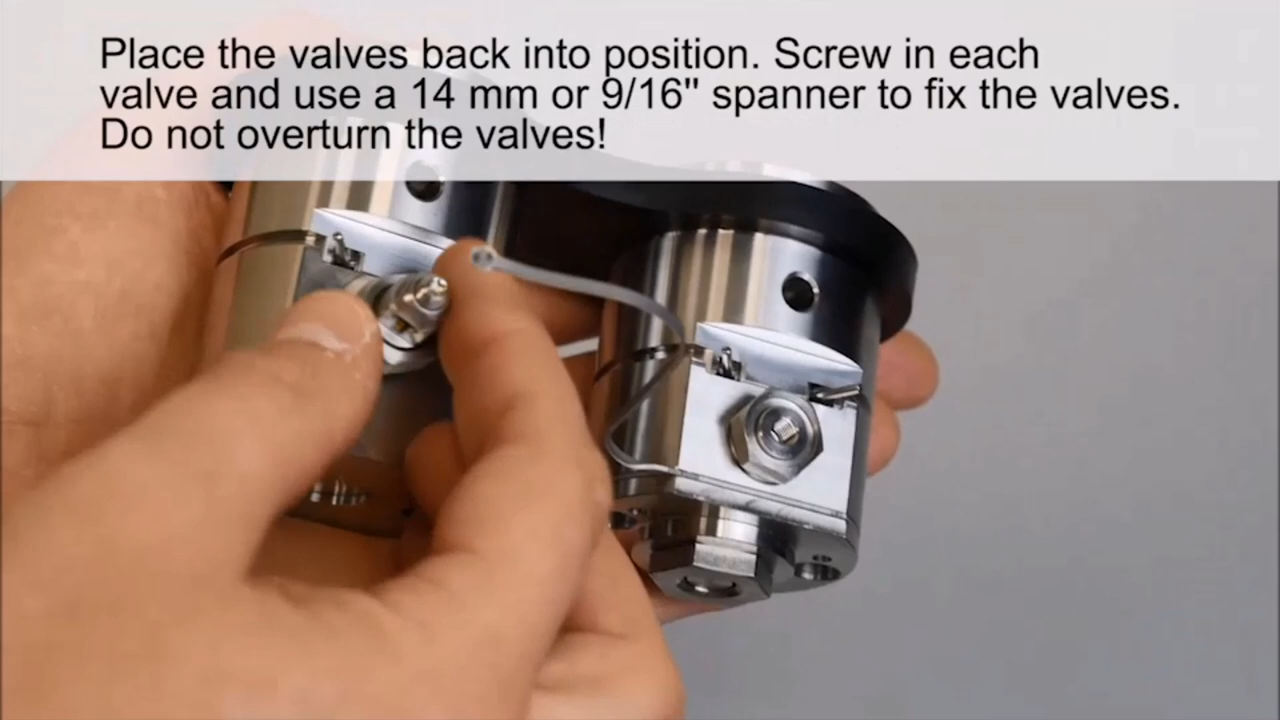 Place the valves back into position. Screw in each
valve and use a 14 mm or 9/16" spanner to fix the valves.
Do not overturn the valves!